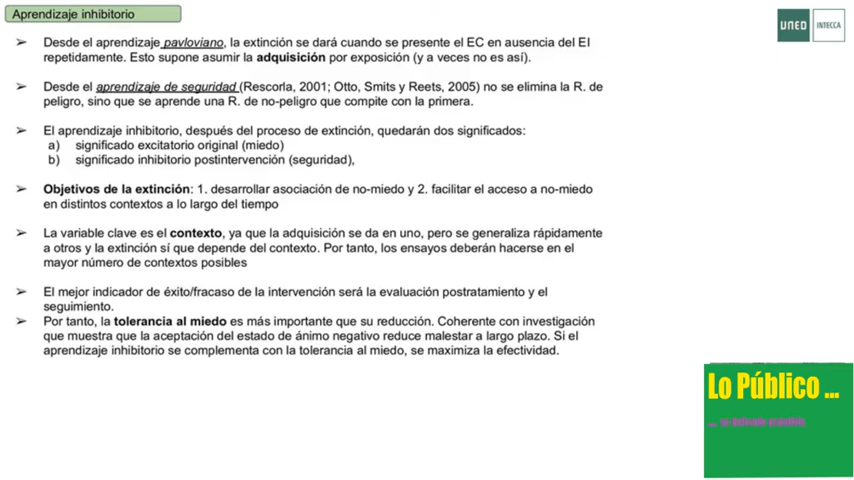 Aprendizaje inhibitorio
UNED
INTECCA
➢ Desde el aprendizaje pavloviano, la extinción se dará cuando se presente el EC en ausencia del EI
repetidamente. Esto supone asumir la adquisición por exposición (y a veces no es así).
➢ Desde el aprendizaje de seguridad (Rescorla, 2001; Otto, Smits y Reets, 2005) no se elimina la R. de
peligro, sino que se aprende una R. de no-peligro que compite con la primera.
➢ El aprendizaje inhibitorio, después del proceso de extinción, quedarán dos significados:
a) significado excitatorio original (miedo)
b) significado inhibitorio postintervención (seguridad),
➢ Objetivos de la extinción: 1. desarrollar asociación de no-miedo y 2. facilitar el acceso a no-miedo
en distintos contextos a lo largo del tiempo
➢ La variable clave es el contexto, ya que la adquisición se da en uno, pero se generaliza rápidamente
a otros y la extinción sí que depende del contexto. Por tanto, los ensayos deberán hacerse en el
mayor número de contextos posibles
➢ El mejor indicador de éxito/fracaso de la intervención será la evaluación postratamiento y el
seguimiento.
➢ Por tanto, la tolerancia al miedo es más importante que su reducción. Coherente con investigación
que muestra que la aceptación del estado de ánimo negativo reduce malestar a largo plazo. Si el
aprendizaje inhibitorio se complementa con la tolerancia al miedo, se maximiza la efectividad.
Lo Público ...